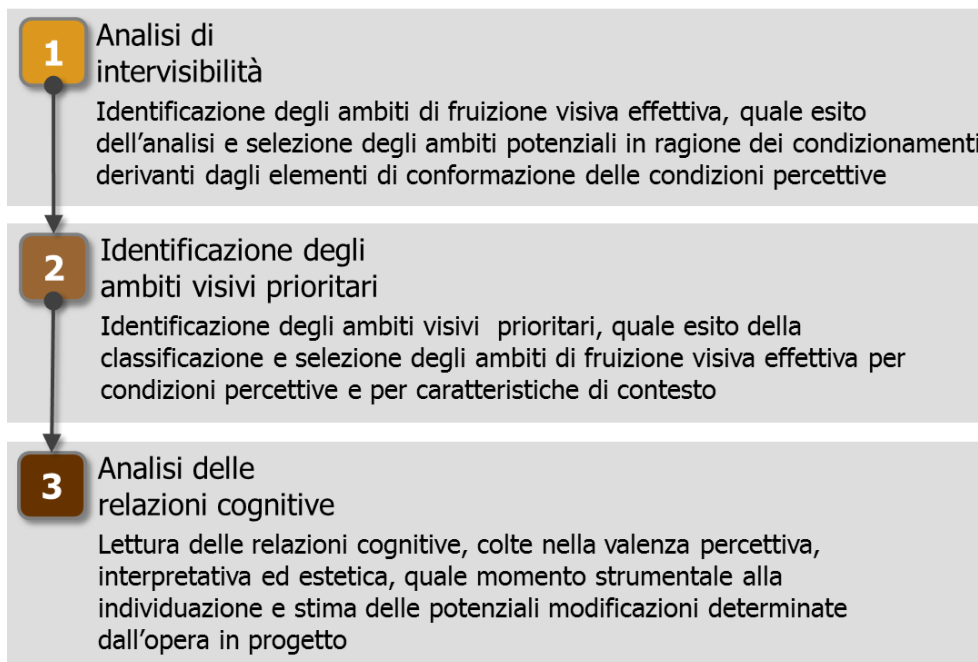 1
Analisi di
intervisibilità
Identificazione degli ambiti di fruizione visiva effettiva, quale esito
dell'analisi e selezione degli ambiti potenziali in ragione dei condizionamenti
derivanti dagli elementi di conformazione delle condizioni percettive
2
Identificazione degli
ambiti visivi prioritari
Identificazione degli ambiti visivi  prioritari, quale esito della
classificazione e selezione degli ambiti di fruizione visiva effettiva per
condizioni percettive e per caratteristiche di contesto
3
Analisi delle
relazioni cognitive
Lettura delle relazioni cognitive, colte nella valenza percettiva,
interpretativa ed estetica, quale momento strumentale alla
individuazione e stima delle potenziali modificazioni determinate
dall'opera in progetto